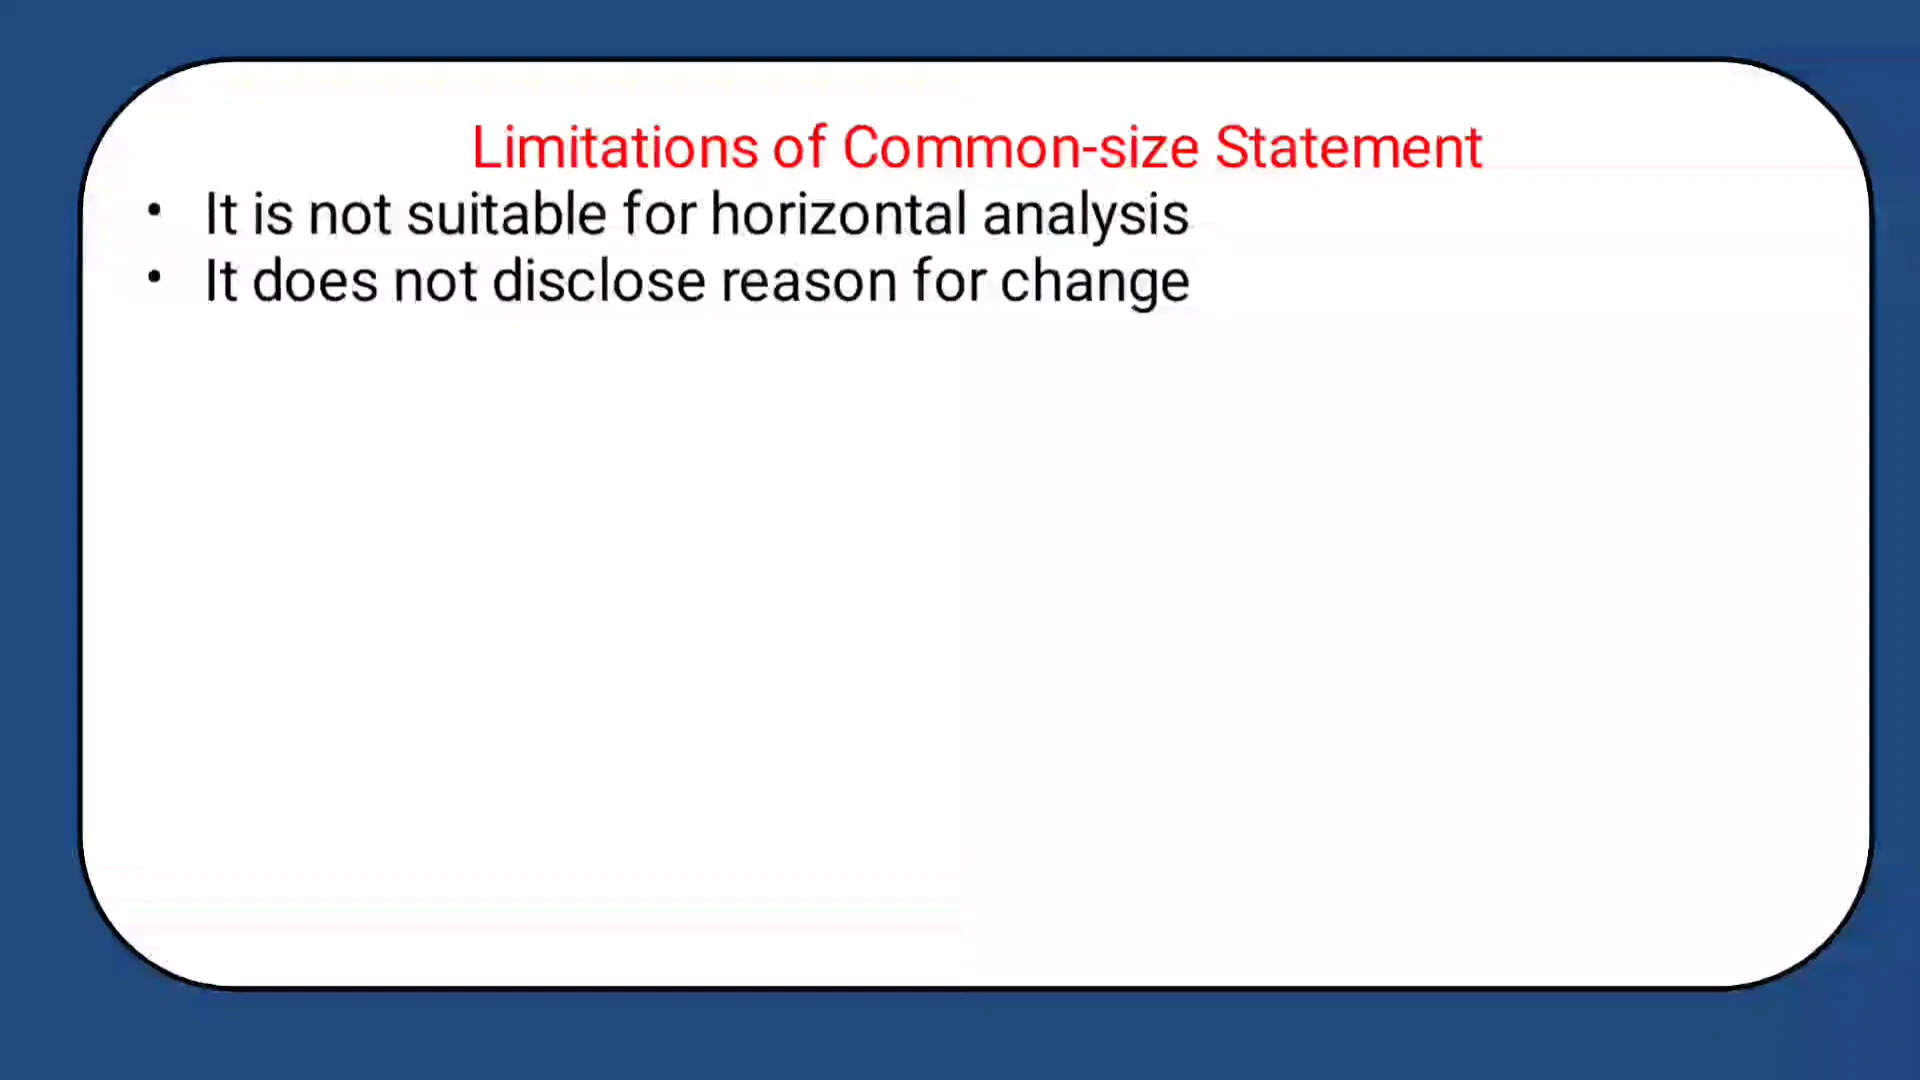 Limitations of Common-size Statement
• It is not suitable for horizontal analysis
• It does not disclose reason for change